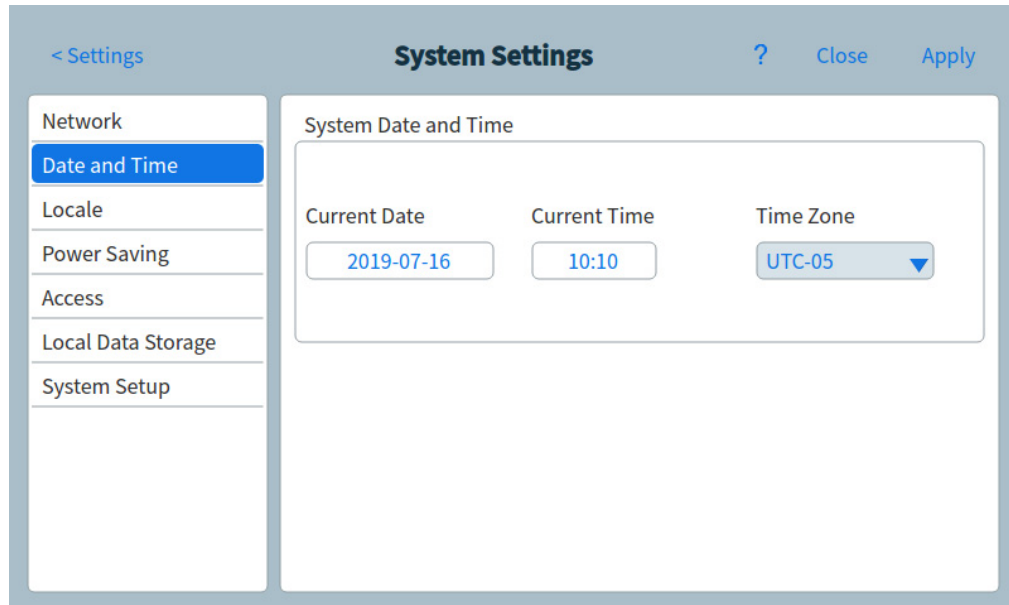 < Settings System Settings ? Close Apply
Network
Date and Time
Locale
Power Saving
Access
Local Data Storage
System Setup
System Date and Time
Current Date Current Time Time Zone
2019-07-16 10:10 UTC-05